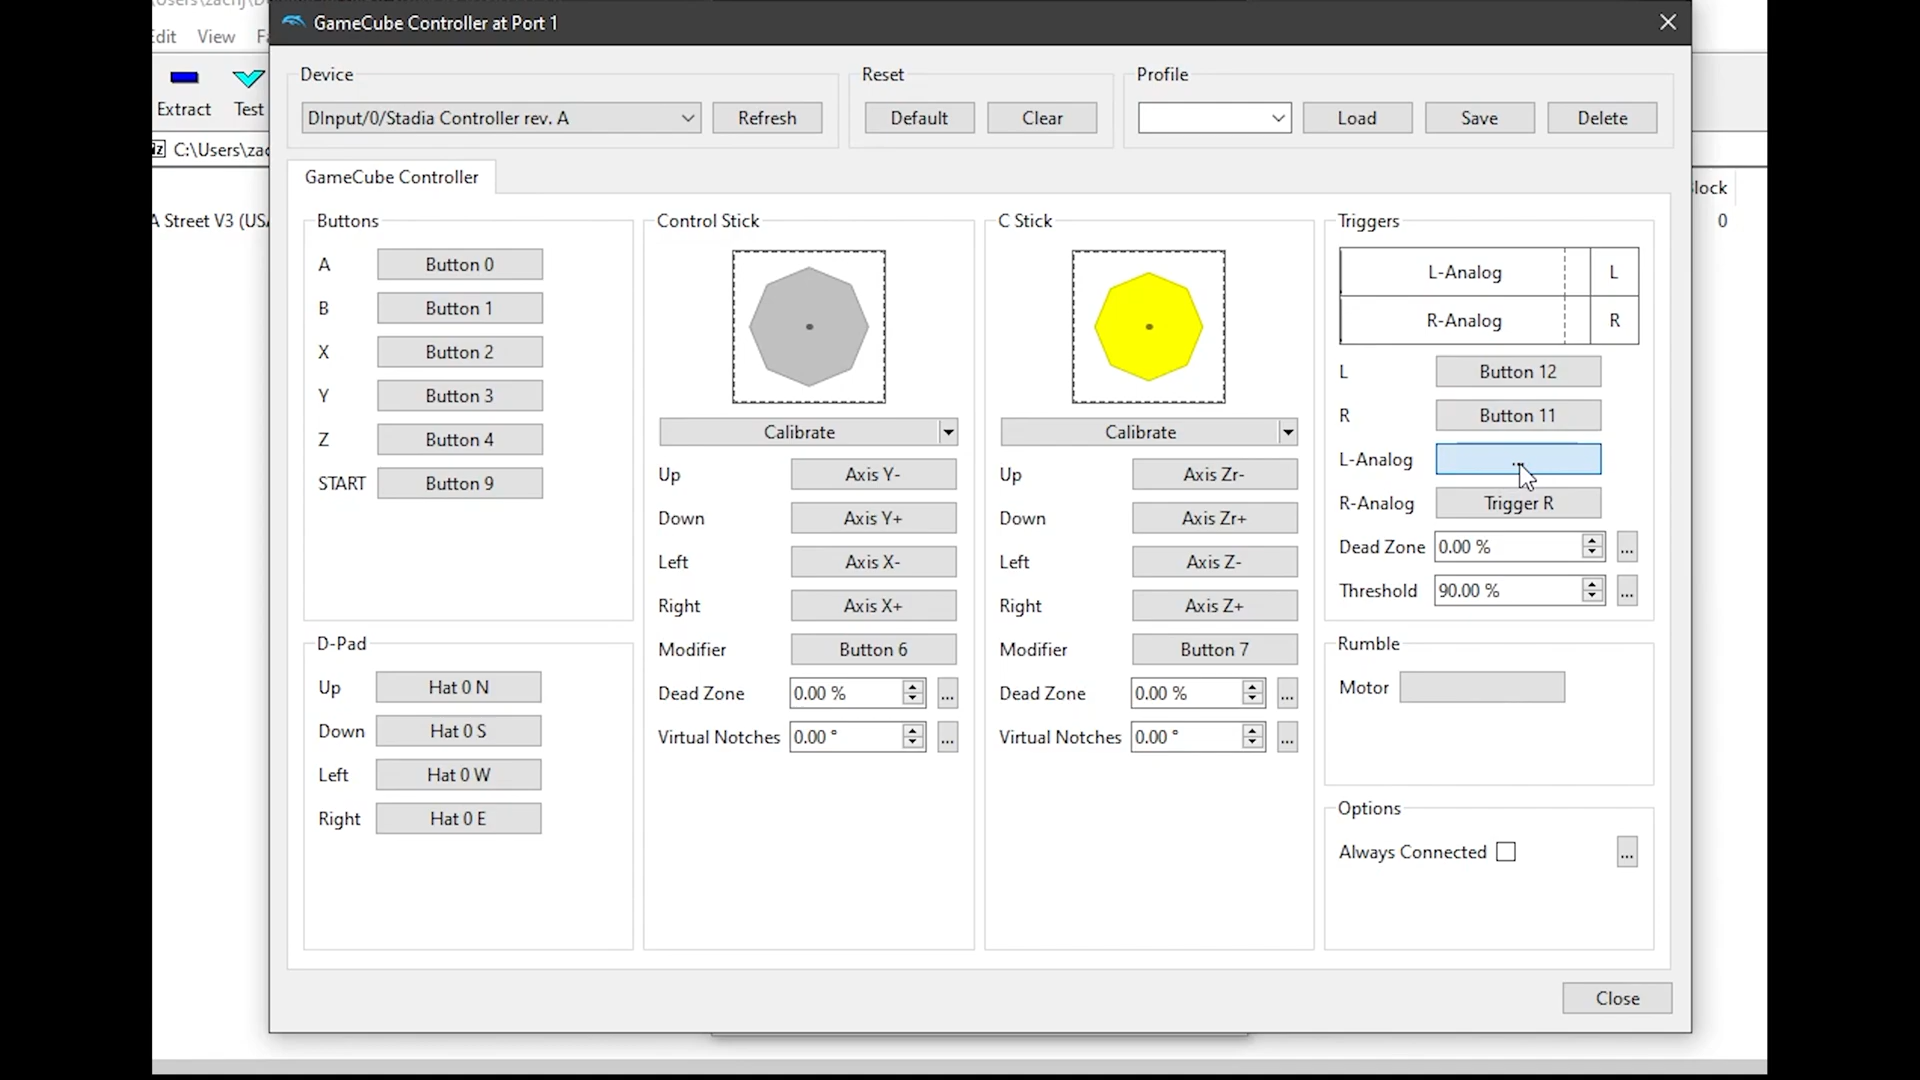 GameCube Controller at Port 1
Edit View
Extract Test
C:\Users\zac
A Street V3 (USA
0
Device
DInput/0/Stadia Controller rev. A
Refresh
Reset
Default
Clear
Profile
Load
Save
Delete
GameCube Controller
Buttons
A Button 0
B Button 1
X Button 2
Y Button 3
Z Button 4
START Button 9
D-Pad
Up Hat 0 N
Down Hat 0 S
Left Hat 0 W
Right Hat 0 E
Control Stick
Calibrate
Up Axis Y-
Down Axis Y+
Left Axis X-
Right Axis X+
Modifier Button 6
Dead Zone 0.00 % ...
Virtual Notches 0.00 ° ...
C Stick
Calibrate
Up Axis Zr-
Down Axis Zr+
Left Axis Z-
Right Axis Z+
Modifier Button 7
Dead Zone 0.00 % ...
Virtual Notches 0.00 ° ...
Triggers
L-Analog L
R-Analog R
L Button 12
R Button 11
L-Analog ...
R-Analog Trigger R
Dead Zone 0.00 % ...
Threshold 90.00 % ...
Rumble
Motor
Options
Always Connected ...
Close